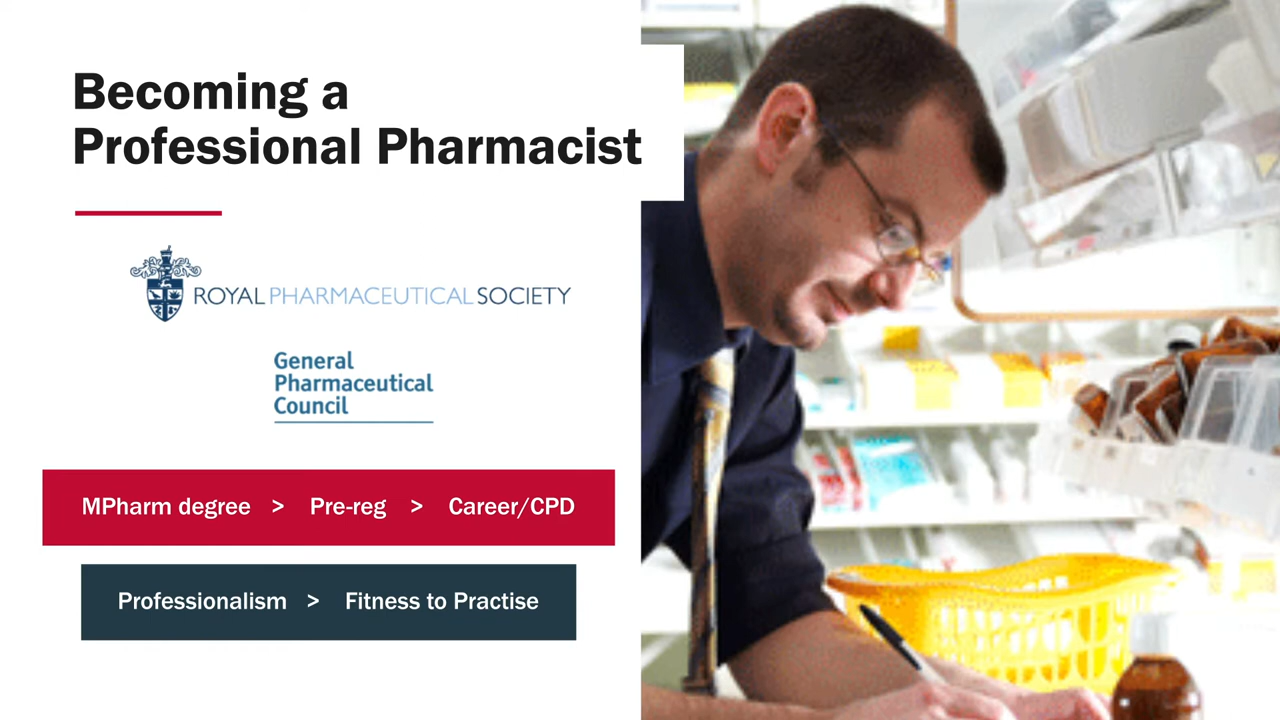 Becoming a
Professional Pharmacist
ROYAL PHARMACEUTICAL SOCIETY
General
Pharmaceutical
Council
MPharm degree > Pre-reg > Career/CPD
Professionalism > Fitness to Practise